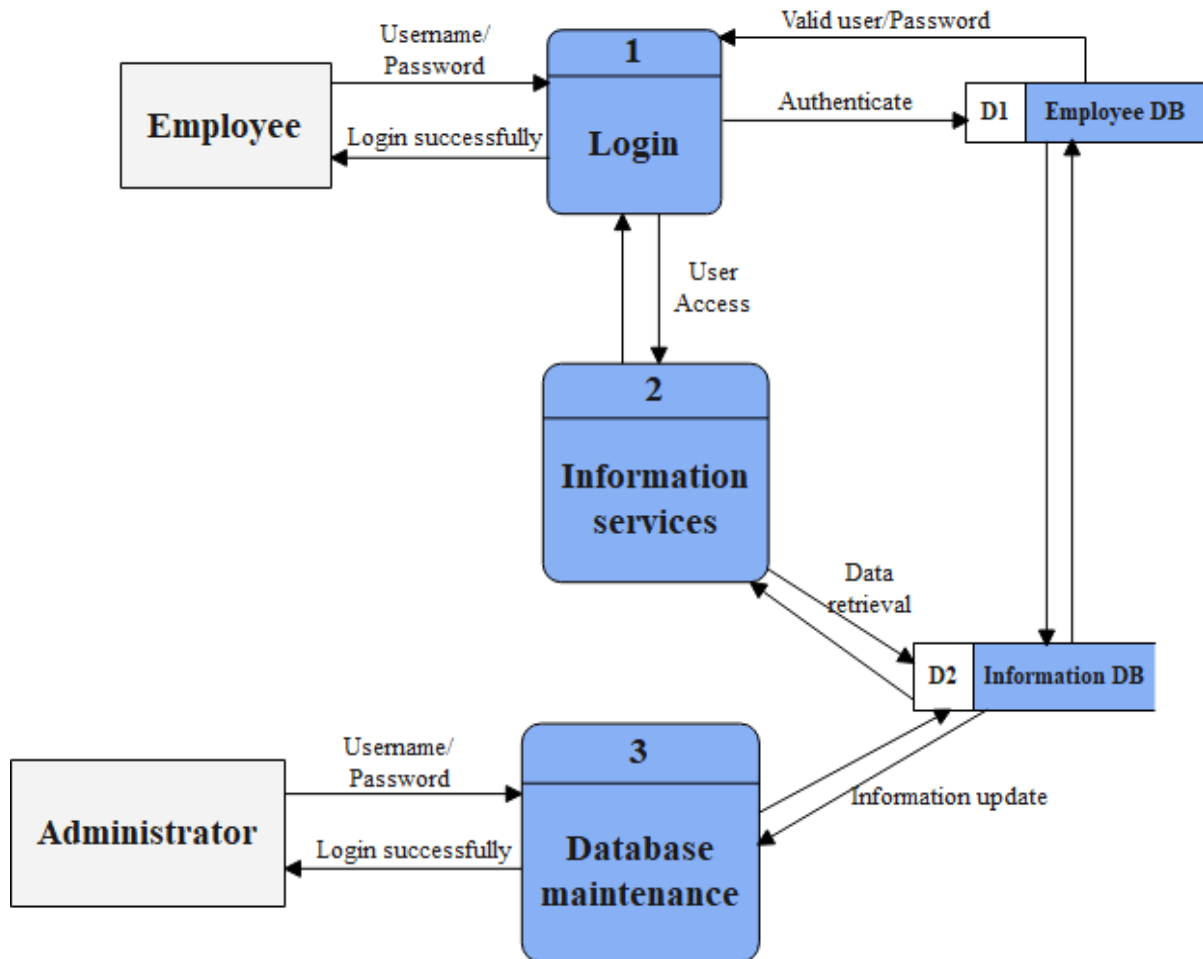 Valid user/Password
1
Username/
Password
Employee
Login successfully
Login
Authenticate
D1
Employee DB
User
Access
2
Information
services
Data
retrieval
D2
Information DB
3
Username/
Password
Administrator
Login successfully
Database
maintenance
Information update